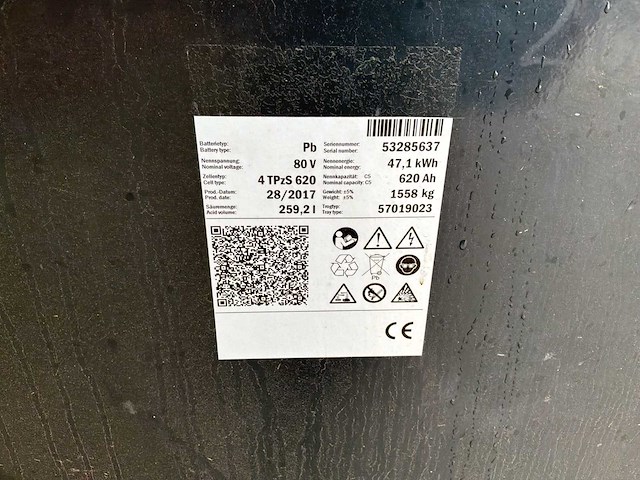 Batterietyp: Pb Seriennummer: 53285637
Battery type: Serial number:
Nennspannung: 80 V Nennenergie: 47,1 kWh
Nominal voltage: Nominal energy:
Zellentyp: 4 TPzS 620 Nennkapazität: C5 620 Ah
Cell type: Nominal capacity: C5
Prod.-Datum: 28/2017 Gewicht: ±5% 1558 kg
Prod. date: Weight: ±5%
Säuremenge: 259,2 l Trogtyp: 57019023
Acid volume: Tray type:
Pb
CE